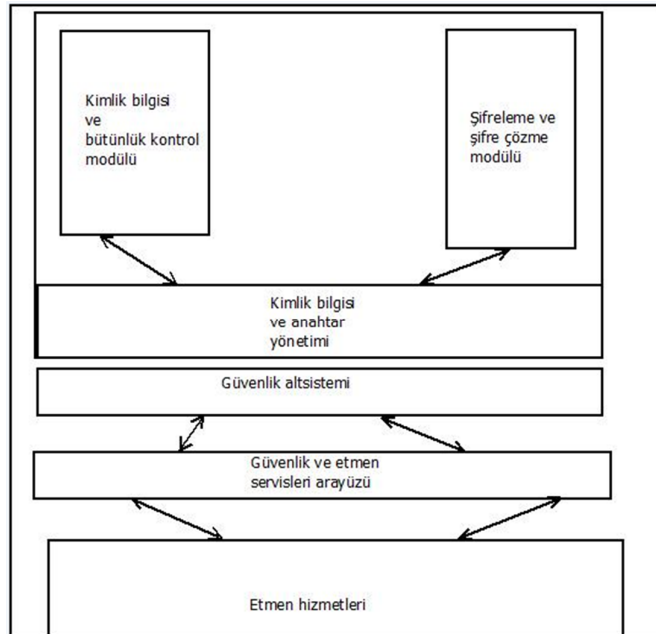 Kimlik bilgisi
ve
bütünlük kontrol
modülü
Şifreleme ve
şifre çözme
modülü
Kimlik bilgisi
ve anahtar
yönetimi
Güvenlik altsistemi
Güvenlik ve etmen
servisleri arayüzü
Etmen hizmetleri